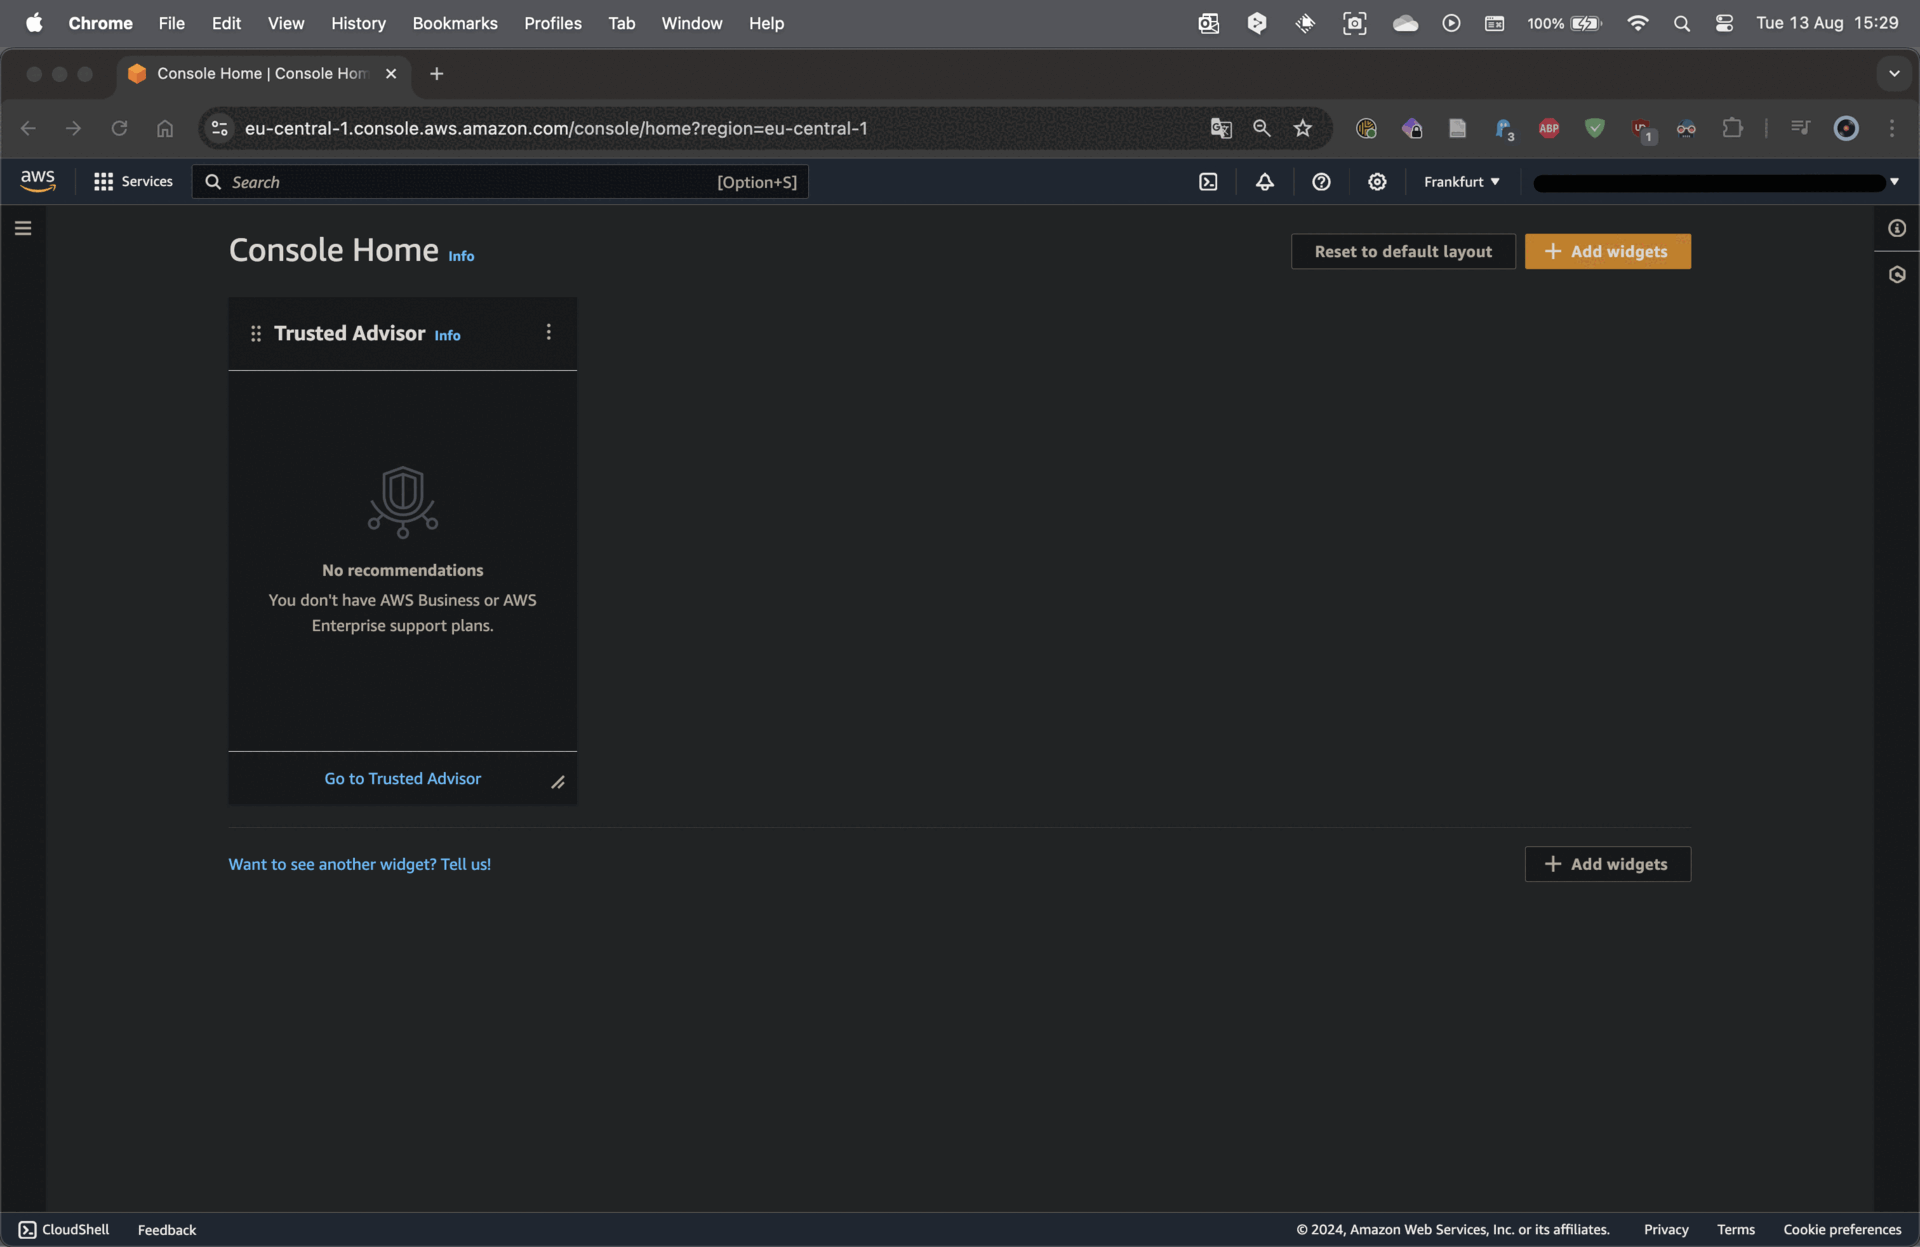 Chrome File Edit View History Bookmarks Profiles Tab Window Help 100% Tue 13 Aug 15:29
Console Home | Console Hom
eu-central-1.console.aws.amazon.com/console/home?region=eu-central-1 3 ABP 1
aws Services Search [Option+S] Frankfurt
Console Home Info Reset to default layout Add widgets
Trusted Advisor Info
No recommendations
You don't have AWS Business or AWS
Enterprise support plans.
Go to Trusted Advisor
Want to see another widget? Tell us! Add widgets
CloudShell Feedback © 2024, Amazon Web Services, Inc. or its affiliates. Privacy Terms Cookie preferences